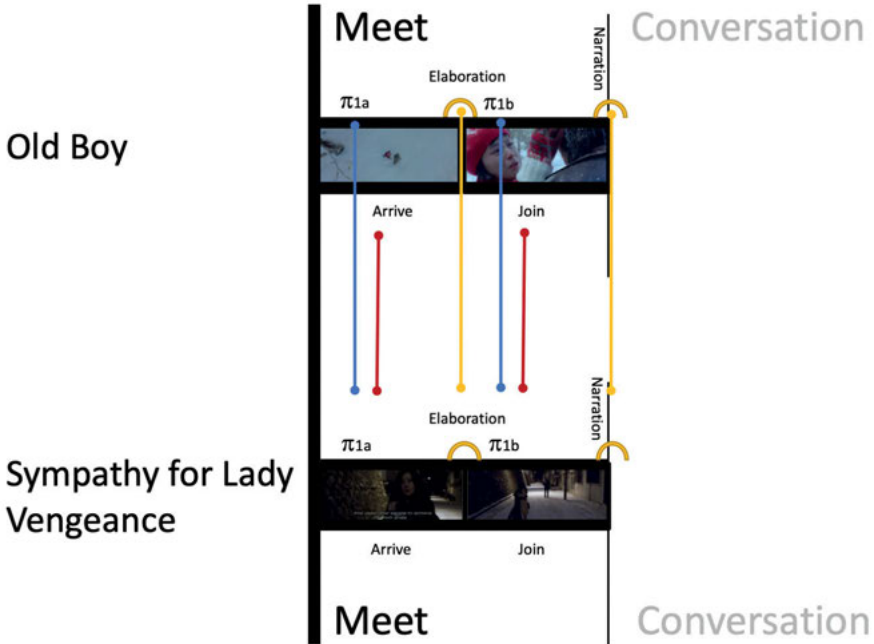 Meet
Conversation
Narration
Elaboration
π1a
π1b
Old Boy
Arrive
Join
Narration
Elaboration
π1a
π1b
Sympathy for Lady
Vengeance
Arrive
Join
Meet
Conversation